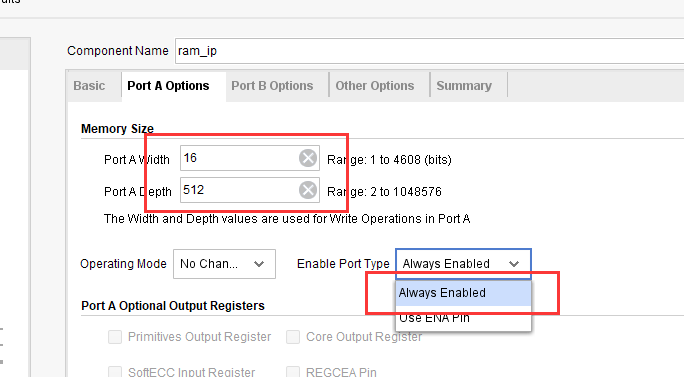 Component Name ram_ip
Basic Port A Options Port B Options Other Options Summary
Memory Size
Port A Width 16 Range: 1 to 4608 (bits)
Port A Depth 512 Range: 2 to 1048576
The Width and Depth values are used for Write Operations in Port A
Operating Mode No Chan... Enable Port Type Always Enabled
Always Enabled
Use ENA Pin
Port A Optional Output Registers
Primitives Output Register Core Output Register
SoftECC Input Register REGCEA Pin